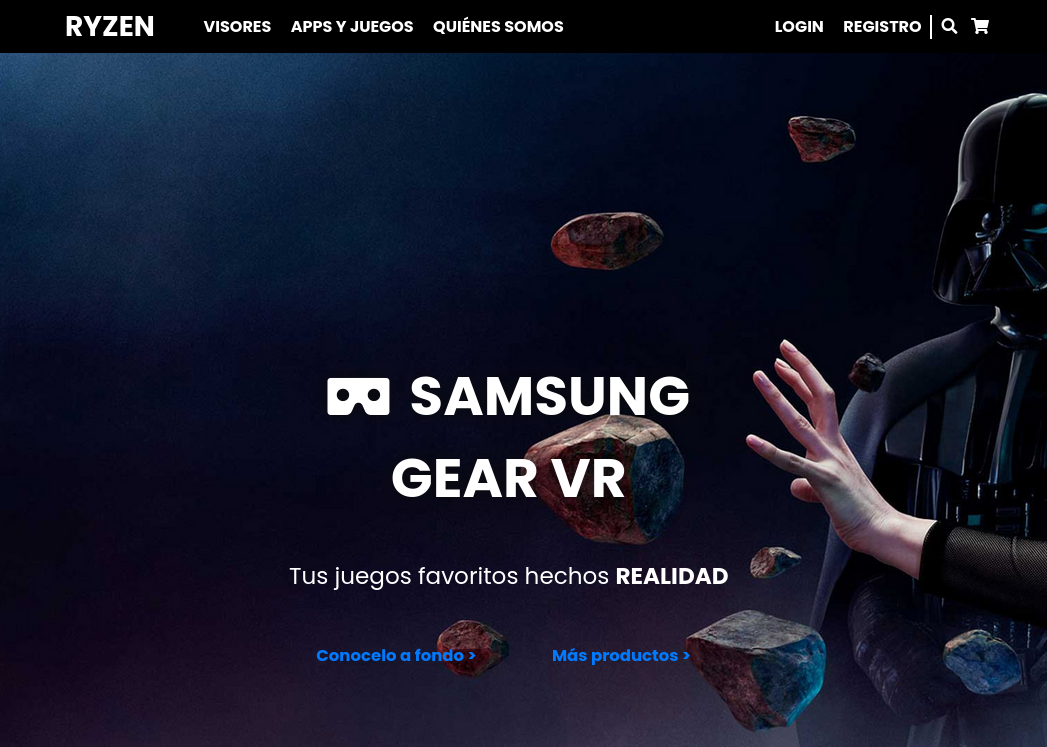 RYZEN VISORES APPS Y JUEGOS QUIÉNES SOMOS LOGIN REGISTRO
SAMSUNG
GEAR VR
Tus juegos favoritos hechos REALIDAD
Conocelo a fondo > Más productos >